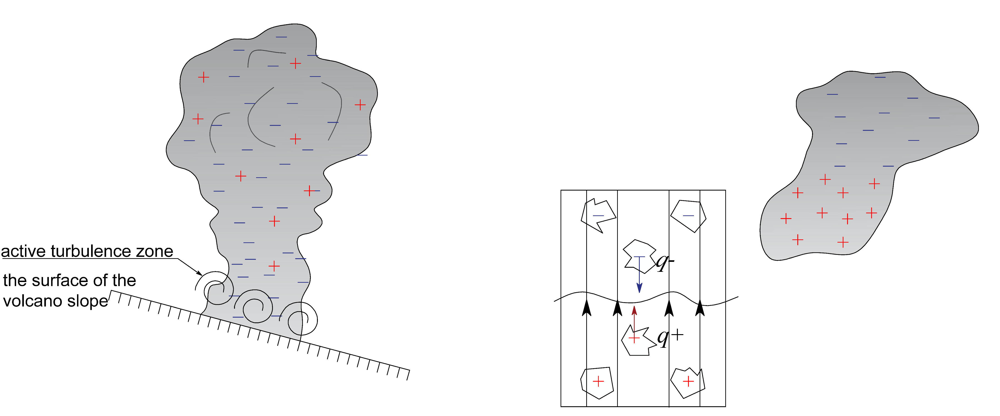 active turbulence zone
the surface of the
volcano slope
q-
q+